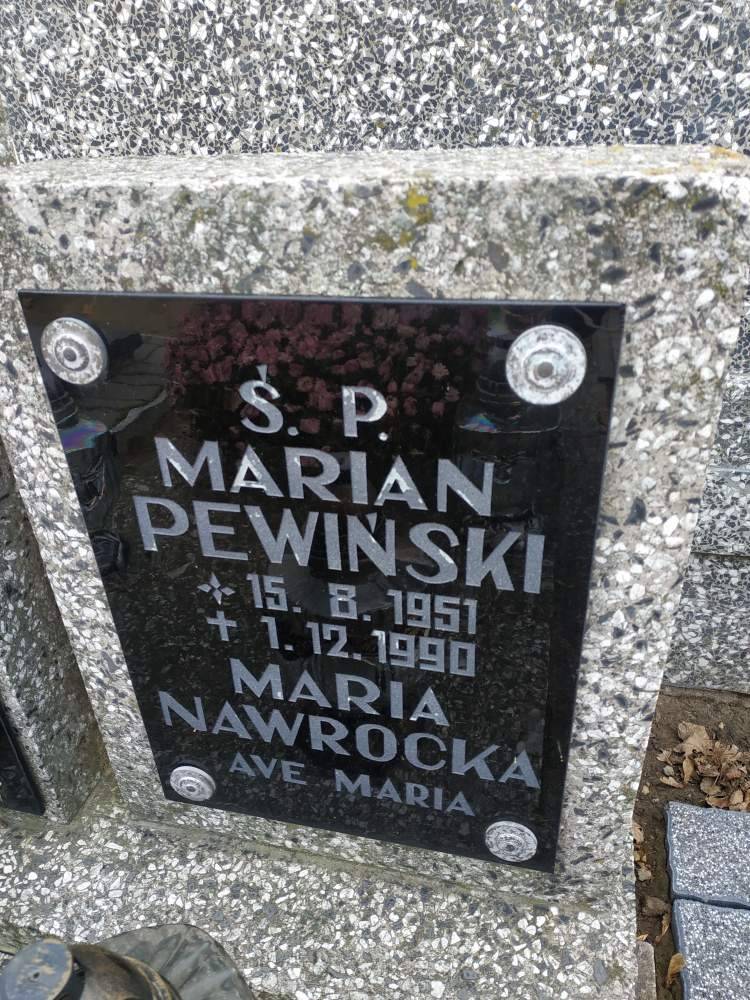 Ś. P.
MARIAN
PEWIŃSKI
15. 8. 1951
1. 12. 1990
MARIA
NAWROCKA
AVE MARIA